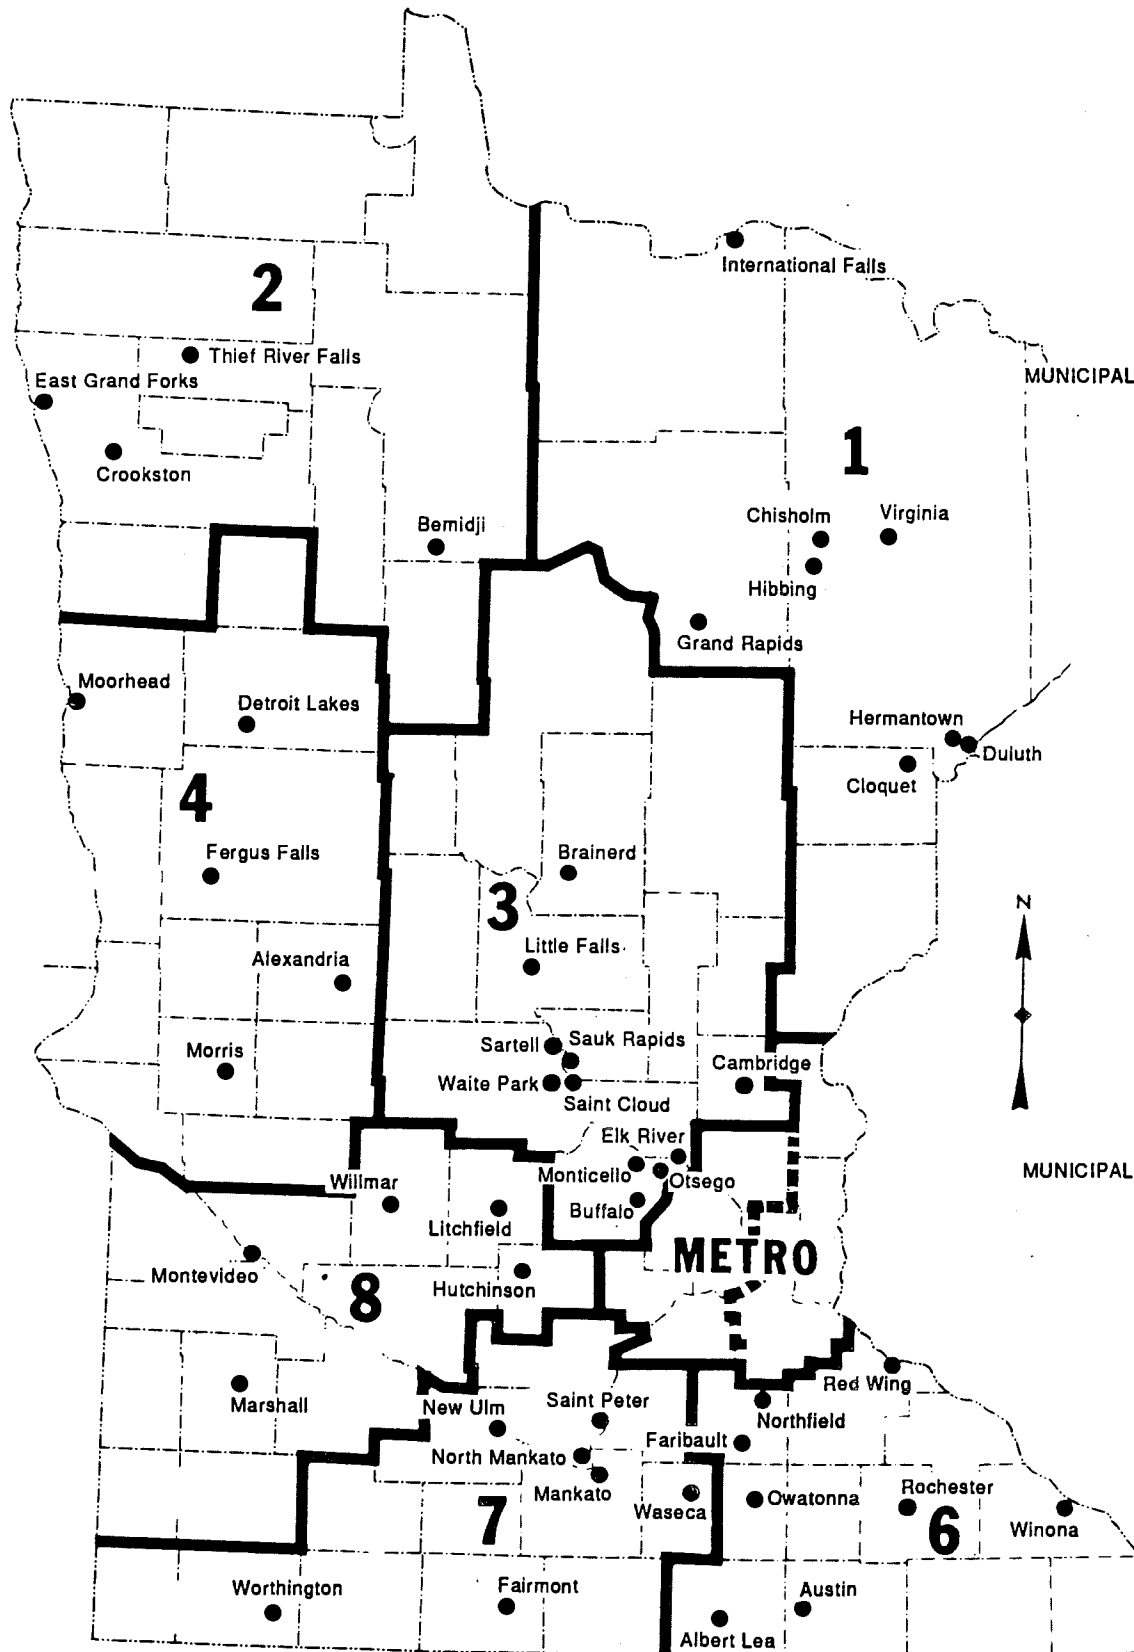 International Falls
2
Thief River Falls
East Grand Forks
MUNICIPAL
1
Crookston
Chisholm
Virginia
Bemidji
Hibbing
Grand Rapids
Moorhead
Detroit Lakes
Hermantown
Duluth
Cloquet
4
Fergus Falls
Brainerd
3
N
Little Falls
Alexandria
Sartell
Sauk Rapids
Morris
Cambridge
Waite Park
Saint Cloud
Elk River
Monticello
Otsego
MUNICIPAL
Willmar
Buffalo
Litchfield
METRO
Montevideo
Hutchinson
8
Red Wing
Marshall
New Ulm
Saint Peter
Northfield
Faribault
North Mankato
Mankato
Rochester
Owatonna
Waseca
7
6
Winona
Worthington
Fairmont
Austin
Albert Lea